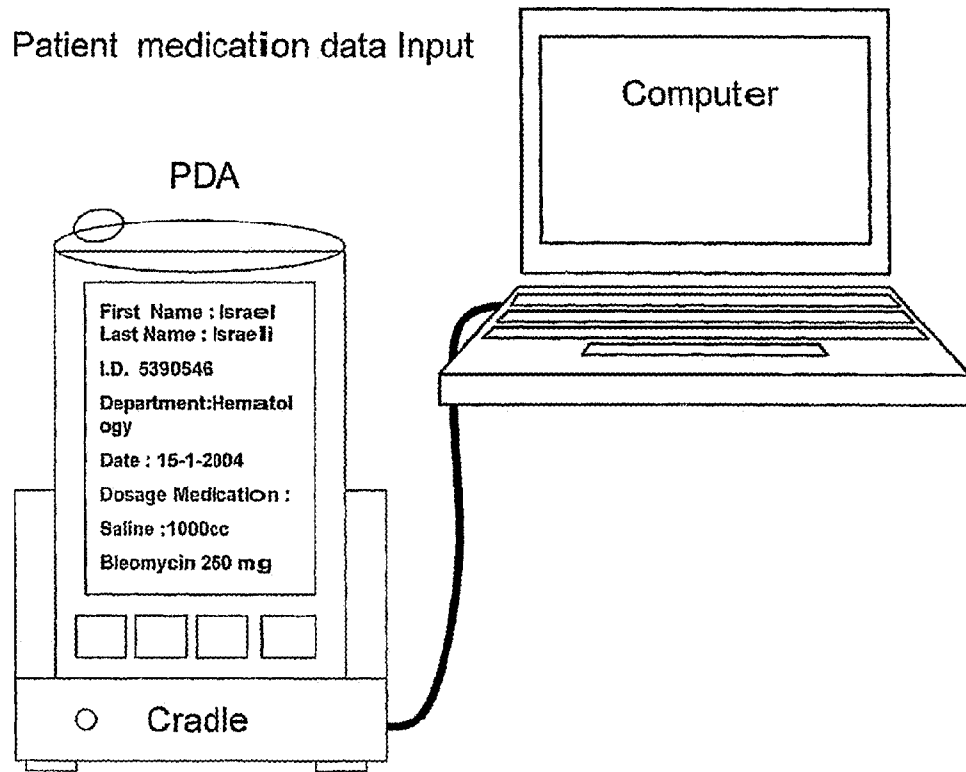 Patient medication data Input
Computer
PDA
First Name : Israel
Last Name : Israeli
I.D. 5390546
Department:Hematol
ogy
Date : 15-1-2004
Dosage Medication :
Saline :1000cc
Bleomycin 250 mg
Cradle